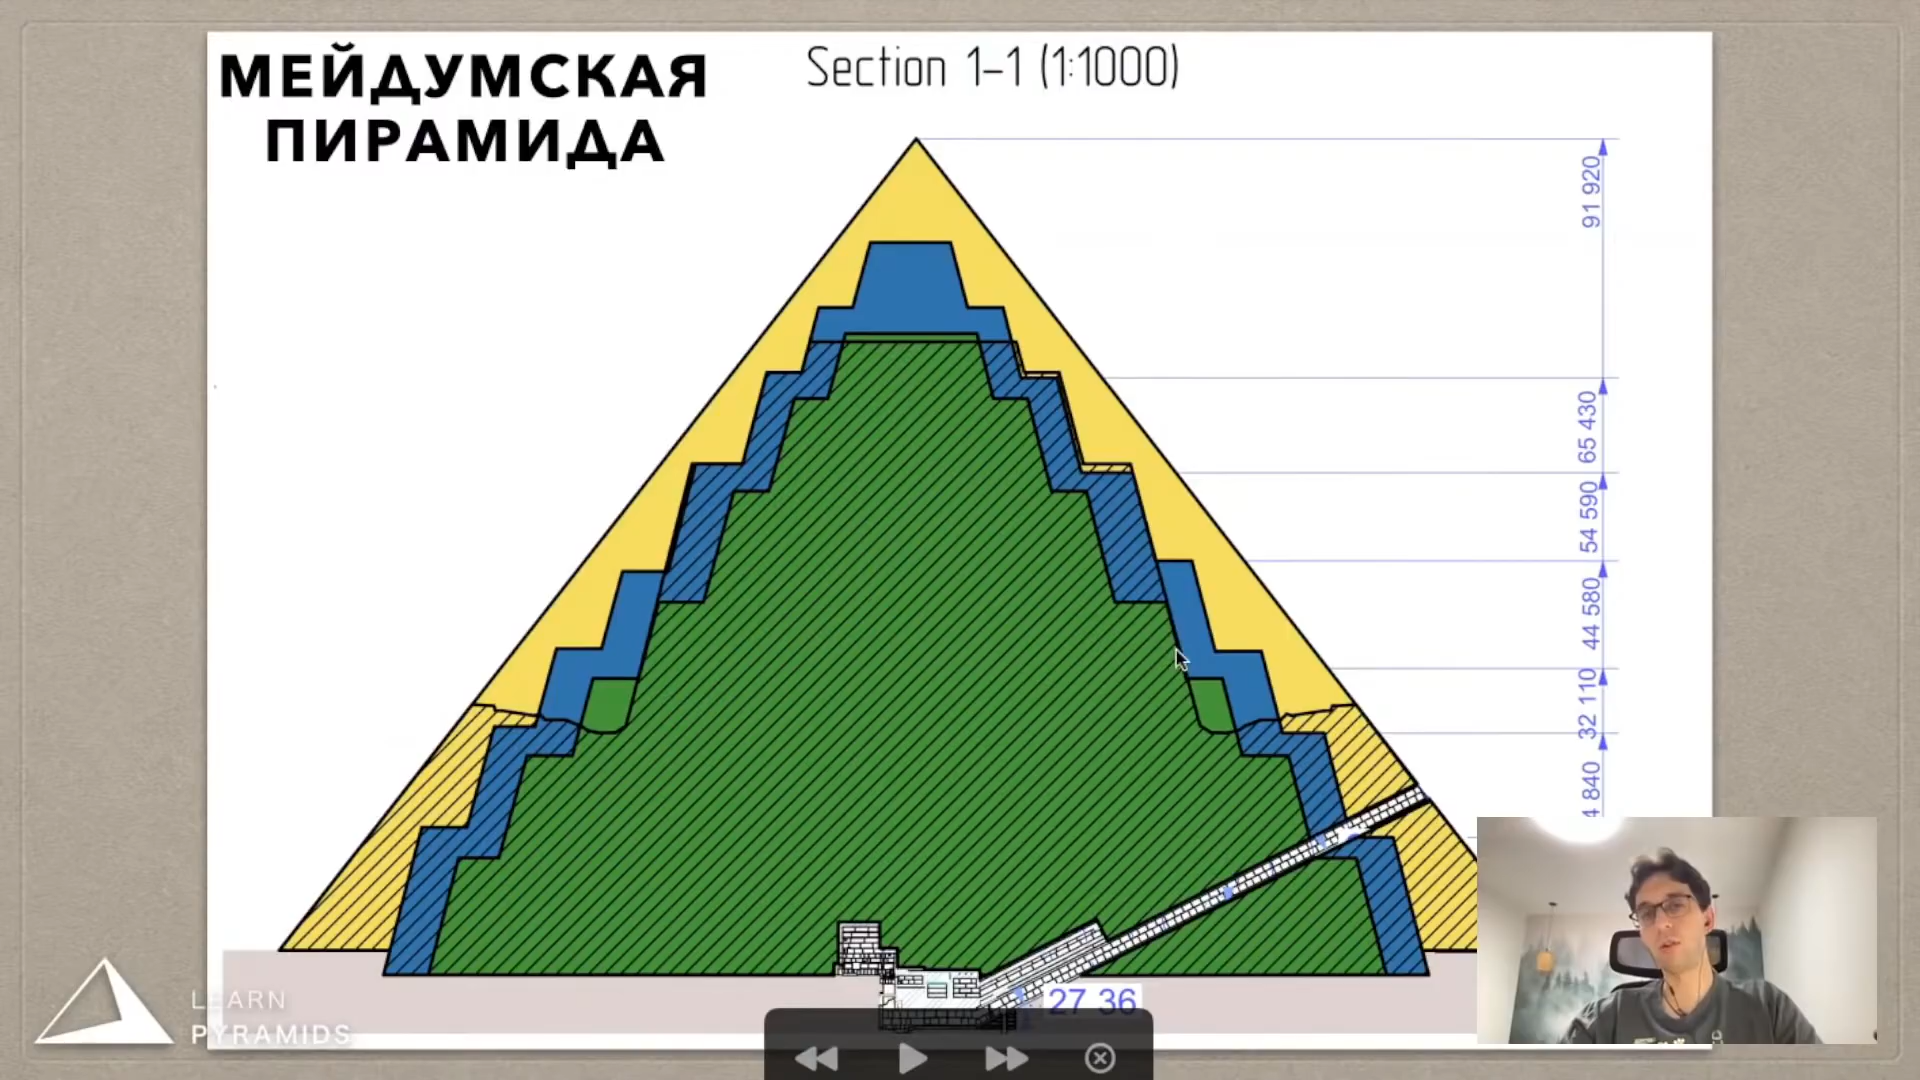 МЕЙДУМСКАЯ
ПИРАМИДА
Section 1–1 (1:1000)
91 920
65 430
54 590
44 580
32 110
840
27 36
LEARN
PYRAMIDS